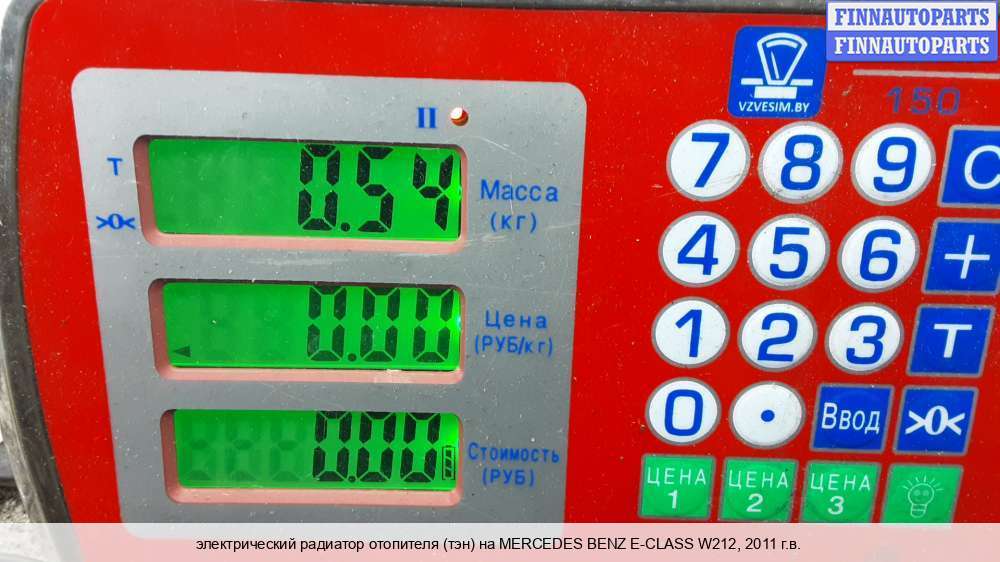 FINNAUTOPARTS
FINNAUTOPARTS
VZVESIM.BY
150
II
T
>0<
0.54
Масса
(кг)
0.00
Цена
(РУБ/кг)
0.00
Стоимость
(РУБ)
7 8 9 C
4 5 6 +
1 2 3 T
0 . Ввод >0<
ЦЕНА 1 ЦЕНА 2 ЦЕНА 3
электрический радиатор отопителя (тэн) на MERCEDES BENZ E-CLASS W212, 2011 г.в.